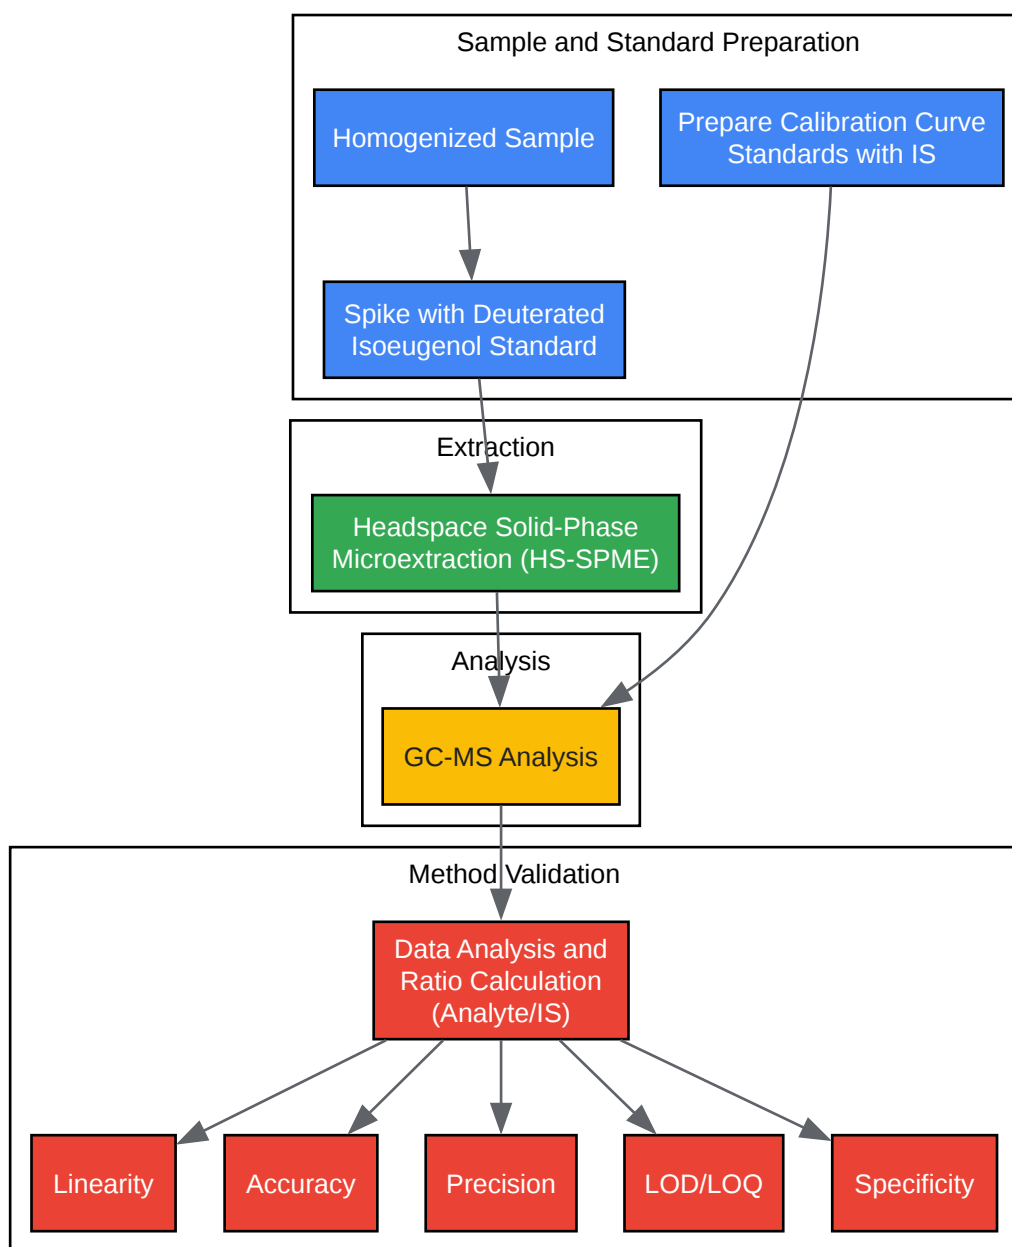 Sample and Standard Preparation
Homogenized Sample
Prepare Calibration Curve
Standards with IS
Spike with Deuterated
Isoeugenol Standard
Extraction
Headspace Solid-Phase
Microextraction (HS-SPME)
Analysis
GC-MS Analysis
Method Validation
Data Analysis and
Ratio Calculation
(Analyte/IS)
Linearity
Accuracy
Precision
LOD/LOQ
Specificity